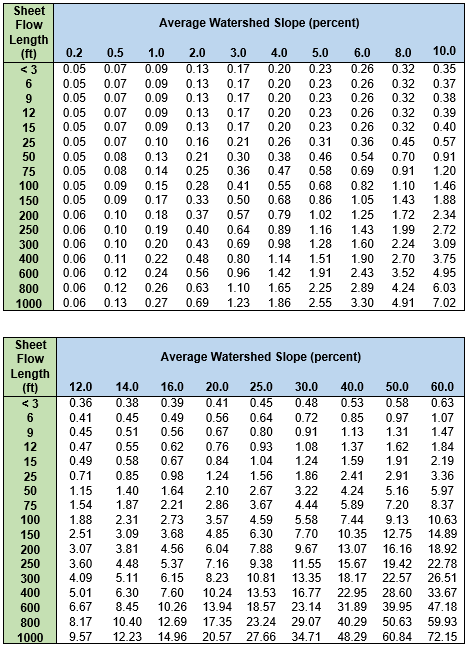 Sheet
Flow
Length
(ft)
Average Watershed Slope (percent)
0.2 0.5 1.0 2.0 3.0 4.0 5.0 6.0 8.0 10.0
< 3 0.05 0.07 0.09 0.13 0.17 0.20 0.23 0.26 0.32 0.35
6 0.05 0.07 0.09 0.13 0.17 0.20 0.23 0.26 0.32 0.37
9 0.05 0.07 0.09 0.13 0.17 0.20 0.23 0.26 0.32 0.38
12 0.05 0.07 0.09 0.13 0.17 0.20 0.23 0.26 0.32 0.39
15 0.05 0.07 0.09 0.13 0.17 0.20 0.23 0.26 0.32 0.40
25 0.05 0.07 0.10 0.16 0.21 0.26 0.31 0.36 0.45 0.57
50 0.05 0.08 0.13 0.21 0.30 0.38 0.46 0.54 0.70 0.91
75 0.05 0.08 0.14 0.25 0.36 0.47 0.58 0.69 0.91 1.20
100 0.05 0.09 0.15 0.28 0.41 0.55 0.68 0.82 1.10 1.46
150 0.05 0.09 0.17 0.33 0.50 0.68 0.86 1.05 1.43 1.88
200 0.06 0.10 0.18 0.37 0.57 0.79 1.02 1.25 1.72 2.34
250 0.06 0.10 0.19 0.40 0.64 0.89 1.16 1.43 1.99 2.72
300 0.06 0.10 0.20 0.43 0.69 0.98 1.28 1.60 2.24 3.09
400 0.06 0.11 0.22 0.48 0.80 1.14 1.51 1.90 2.70 3.75
600 0.06 0.12 0.24 0.56 0.96 1.42 1.91 2.43 3.52 4.95
800 0.06 0.12 0.26 0.63 1.10 1.65 2.25 2.89 4.24 6.03
1000 0.06 0.13 0.27 0.69 1.23 1.86 2.55 3.30 4.91 7.02
Sheet
Flow
Length
(ft)
Average Watershed Slope (percent)
12.0 14.0 16.0 20.0 25.0 30.0 40.0 50.0 60.0
< 3 0.36 0.38 0.39 0.41 0.45 0.48 0.53 0.58 0.63
6 0.41 0.45 0.49 0.56 0.64 0.72 0.85 0.97 1.07
9 0.45 0.51 0.56 0.67 0.80 0.91 1.13 1.31 1.47
12 0.47 0.55 0.62 0.76 0.93 1.08 1.37 1.62 1.84
15 0.49 0.58 0.67 0.84 1.04 1.24 1.59 1.91 2.19
25 0.71 0.85 0.98 1.24 1.56 1.86 2.41 2.91 3.36
50 1.15 1.40 1.64 2.10 2.67 3.22 4.24 5.16 5.97
75 1.54 1.87 2.21 2.86 3.67 4.44 5.89 7.20 8.37
100 1.88 2.31 2.73 3.57 4.59 5.58 7.44 9.13 10.63
150 2.51 3.09 3.68 4.85 6.30 7.70 10.35 12.75 14.89
200 3.07 3.81 4.56 6.04 7.88 9.67 13.07 16.16 18.92
250 3.60 4.48 5.37 7.16 9.38 11.55 15.67 19.42 22.78
300 4.09 5.11 6.15 8.23 10.81 13.35 18.17 22.57 26.51
400 5.01 6.30 7.60 10.24 13.53 16.77 22.95 28.60 33.67
600 6.67 8.45 10.26 13.94 18.57 23.14 31.89 39.95 47.18
800 8.17 10.40 12.69 17.35 23.24 29.07 40.29 50.63 59.93
1000 9.57 12.23 14.96 20.57 27.66 34.71 48.29 60.84 72.15